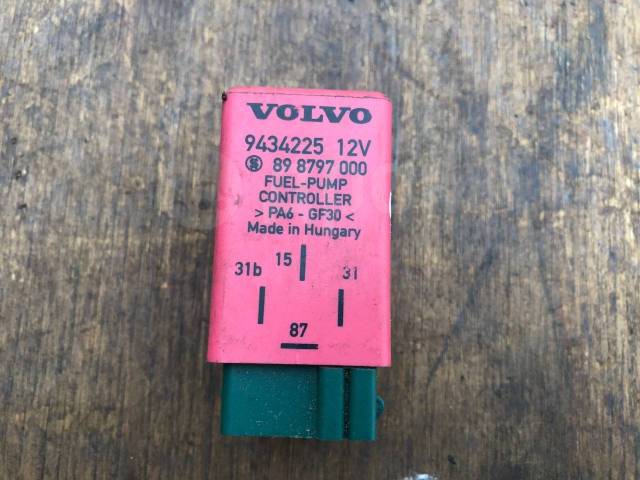 VOLVO
9434225 12V
S 89 8797 000
FUEL-PUMP
CONTROLLER
> PA6 - GF30 <
Made in Hungary
15
31b 31
87